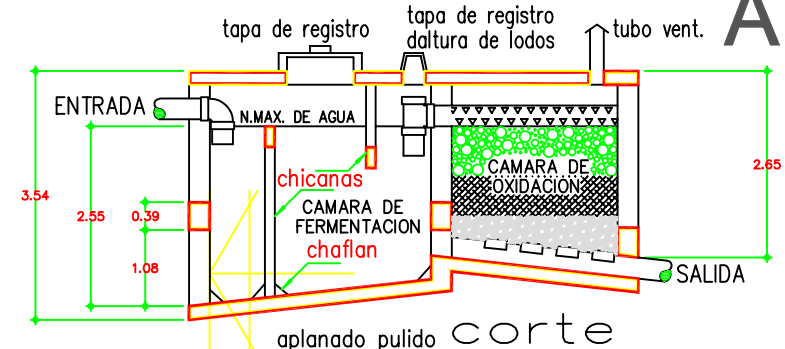 tapa de registro
tapa de registro
daltura de lodos
tubo vent.
A
ENTRADA
N.MAX. DE AGUA
chicanas
CAMARA DE
OXIDACION
CAMARA DE
FERMENTACION
chaflan
3.54
2.55
0.39
1.08
2.65
SALIDA
aplanado pulido
corte